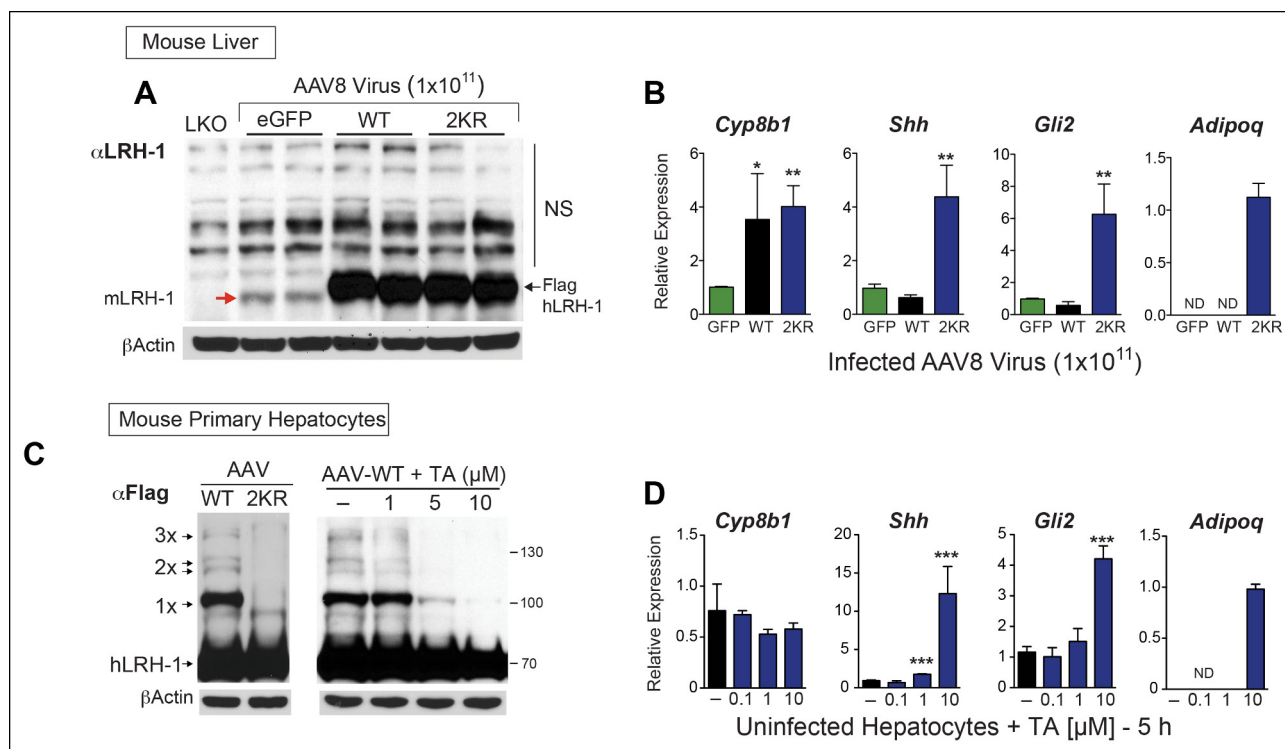 Mouse Liver
A
AAV8 Virus (1x10¹¹)
LKO eGFP WT 2KR
αLRH-1
NS
mLRH-1
Flag
hLRH-1
βActin
B
Cyp8b1 Shh Gli2 Adipoq
Relative Expression
6 6 10 1.5
8
4 4 1.0
6
4
2 2 0.5
2
0 0 0 0.0
* ** ** **
ND ND
GFP WT 2KR GFP WT 2KR GFP WT 2KR GFP WT 2KR
Infected AAV8 Virus (1x10¹¹)
Mouse Primary Hepatocytes
C
AAV AAV-WT + TA (µM)
αFlag WT 2KR – 1 5 10
3x
2x
1x
hLRH-1
130
100
70
βActin
D
Cyp8b1 Shh Gli2 Adipoq
Relative Expression
1.5 20 5 1.5
4
15
1.0 3 1.0
10
2
0.5 5 0.5
1
0.0 0 0 0.0
*** *** ***
ND
– 0.1 1 10 – 0.1 1 10 – 0.1 1 10 – 0.1 1 10
Uninfected Hepatocytes + TA [µM] - 5 h